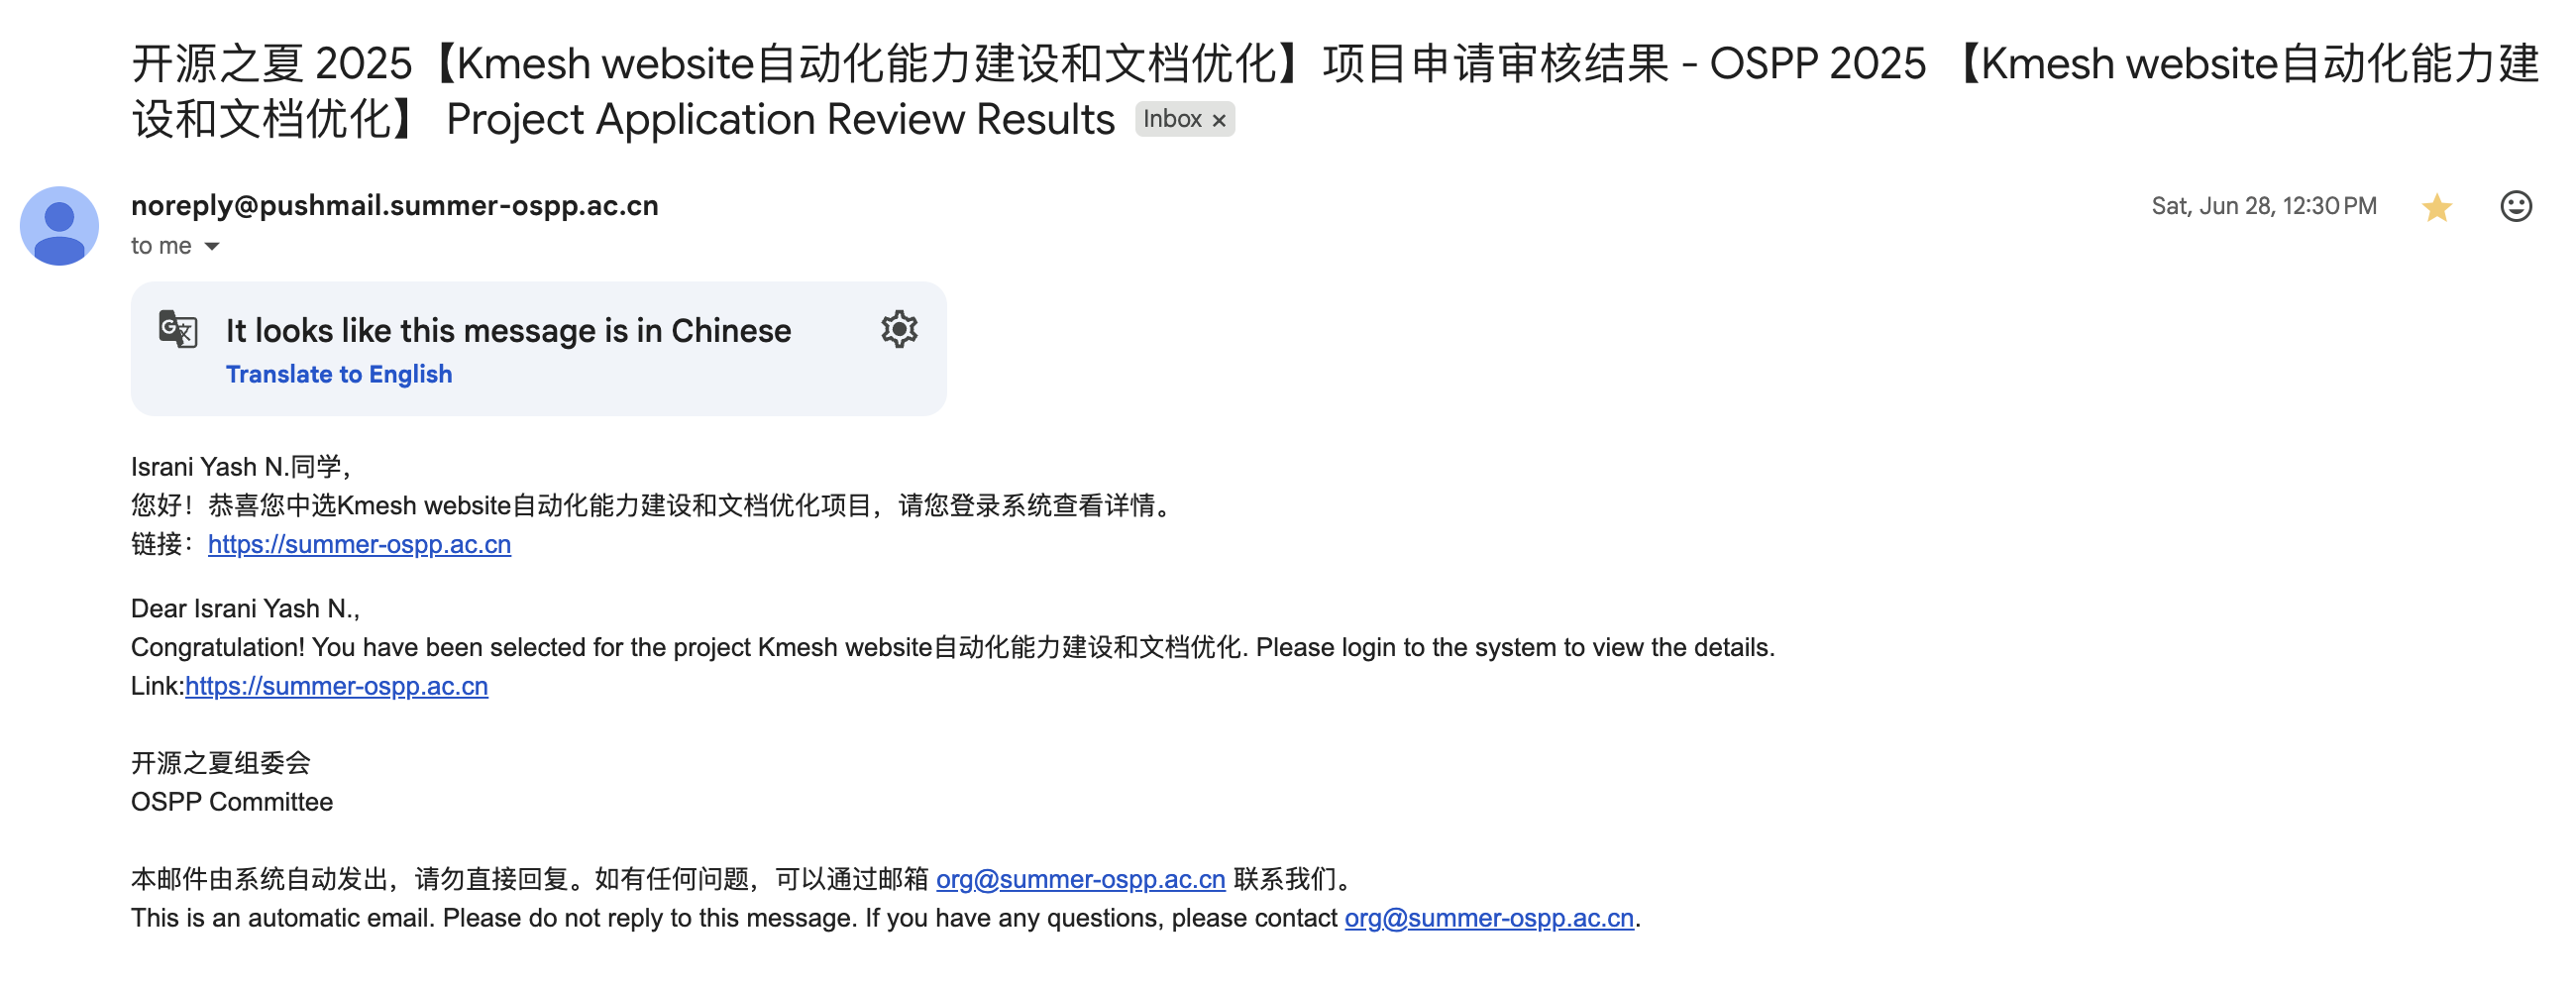 开源之夏 2025【Kmesh website自动化能力建设和文档优化】项目申请审核结果 - OSPP 2025 【Kmesh website自动化能力建
设和文档优化】 Project Application Review Results Inbox ×
noreply@pushmail.summer-ospp.ac.cn
Sat, Jun 28, 12:30 PM
to me
It looks like this message is in Chinese
Translate to English
Israni Yash N.同学，
您好！恭喜您中选Kmesh website自动化能力建设和文档优化项目，请您登录系统查看详情。
链接：https://summer-ospp.ac.cn
Dear Israni Yash N.,
Congratulation! You have been selected for the project Kmesh website自动化能力建设和文档优化. Please login to the system to view the details.
Link:https://summer-ospp.ac.cn
开源之夏组委会
OSPP Committee
本邮件由系统自动发出，请勿直接回复。如有任何问题，可以通过邮箱 org@summer-ospp.ac.cn 联系我们。
This is an automatic email. Please do not reply to this message. If you have any questions, please contact org@summer-ospp.ac.cn.